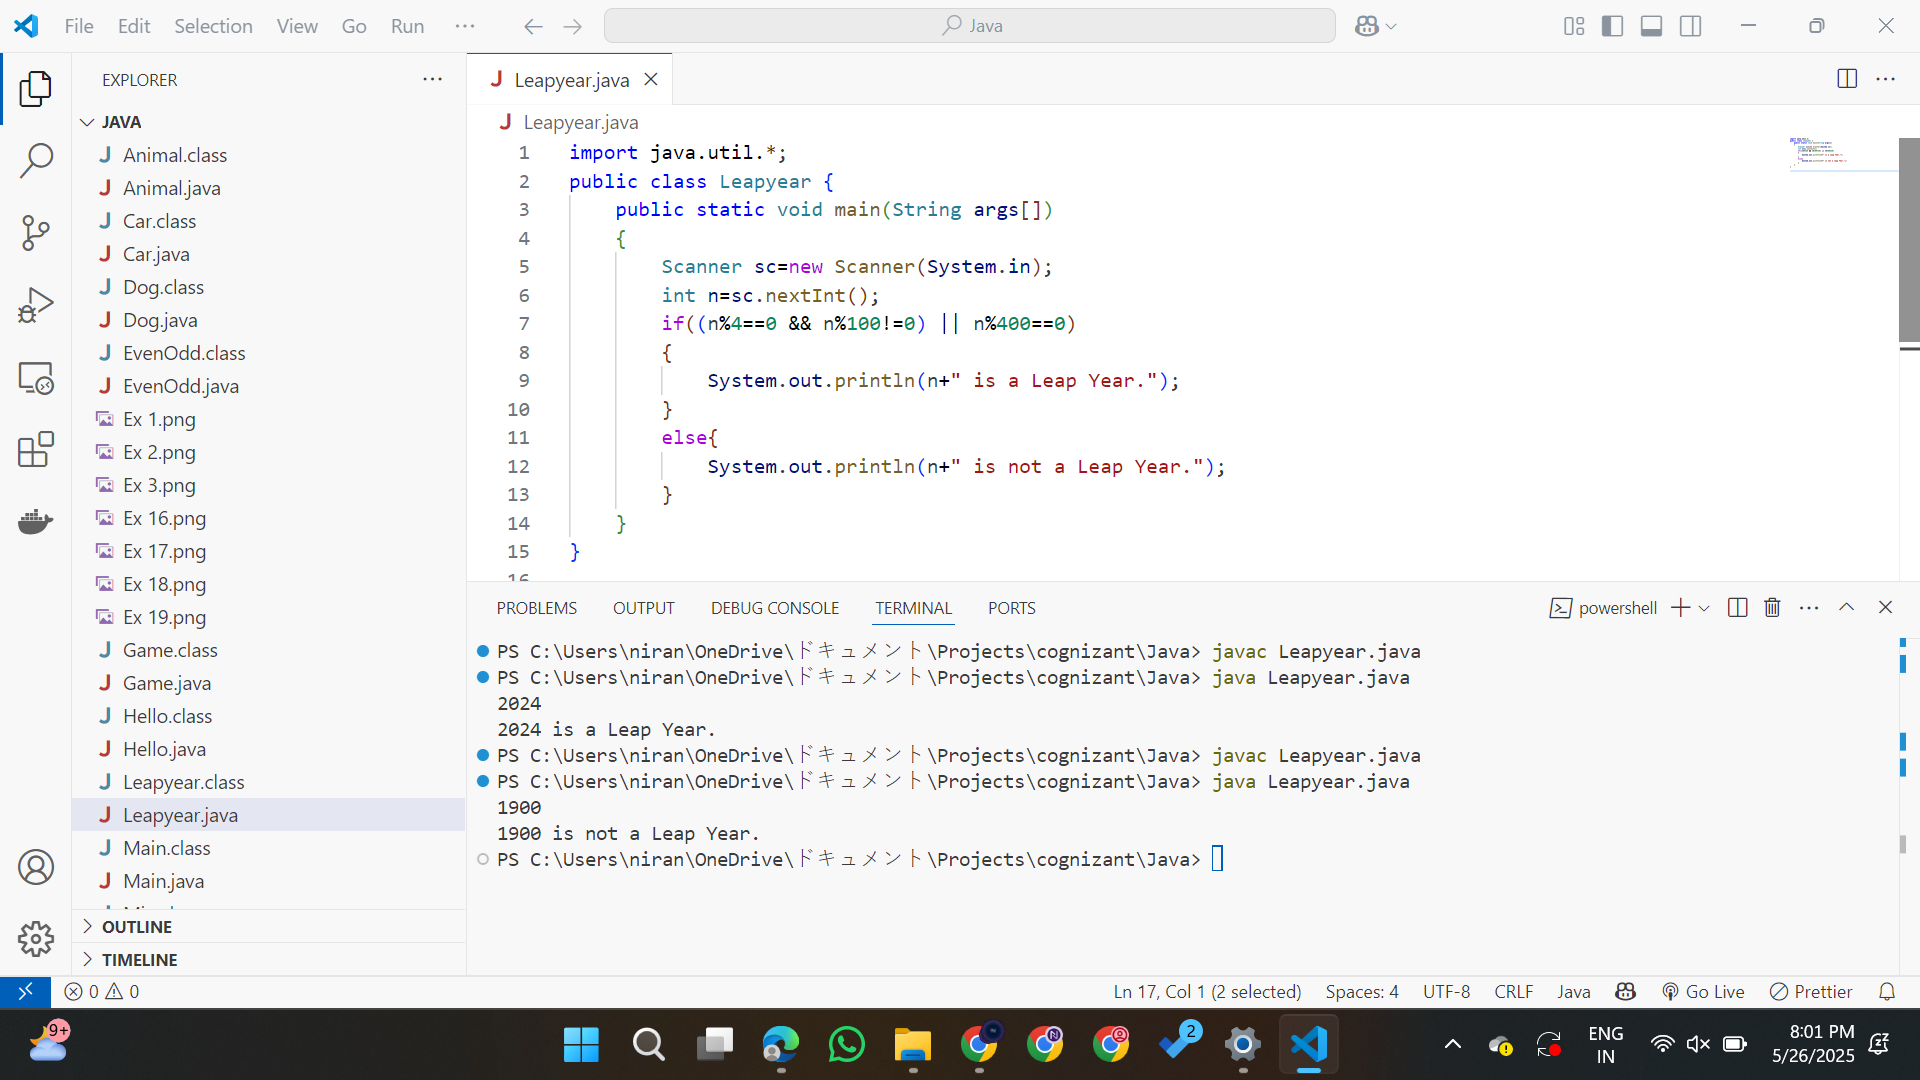 File Edit Selection View Go Run ··· Java
EXPLORER ···
JAVA
Animal.class
Animal.java
Car.class
Car.java
Dog.class
Dog.java
EvenOdd.class
EvenOdd.java
Ex 1.png
Ex 2.png
Ex 3.png
Ex 16.png
Ex 17.png
Ex 18.png
Ex 19.png
Game.class
Game.java
Hello.class
Hello.java
Leapyear.class
Leapyear.java
Main.class
Main.java
OUTLINE
TIMELINE
J Leapyear.java
J Leapyear.java
1 import java.util.*;
2 public class Leapyear {
3     public static void main(String args[])
4     {
5         Scanner sc=new Scanner(System.in);
6         int n=sc.nextInt();
7         if((n%4==0 && n%100!=0) || n%400==0)
8         {
9             System.out.println(n+" is a Leap Year.");
10         }
11         else{
12             System.out.println(n+" is not a Leap Year.");
13         }
14     }
15 }
16
PROBLEMS OUTPUT DEBUG CONSOLE TERMINAL PORTS powershell
PS C:\Users\niran\OneDrive\ドキュメント\Projects\cognizant\Java> javac Leapyear.java
PS C:\Users\niran\OneDrive\ドキュメント\Projects\cognizant\Java> java Leapyear.java
2024
2024 is a Leap Year.
PS C:\Users\niran\OneDrive\ドキュメント\Projects\cognizant\Java> javac Leapyear.java
PS C:\Users\niran\OneDrive\ドキュメント\Projects\cognizant\Java> java Leapyear.java
1900
1900 is not a Leap Year.
PS C:\Users\niran\OneDrive\ドキュメント\Projects\cognizant\Java>
0 0 Ln 17, Col 1 (2 selected) Spaces: 4 UTF-8 CRLF Java Go Live Prettier
9+ 2 ENG IN 8:01 PM 5/26/2025